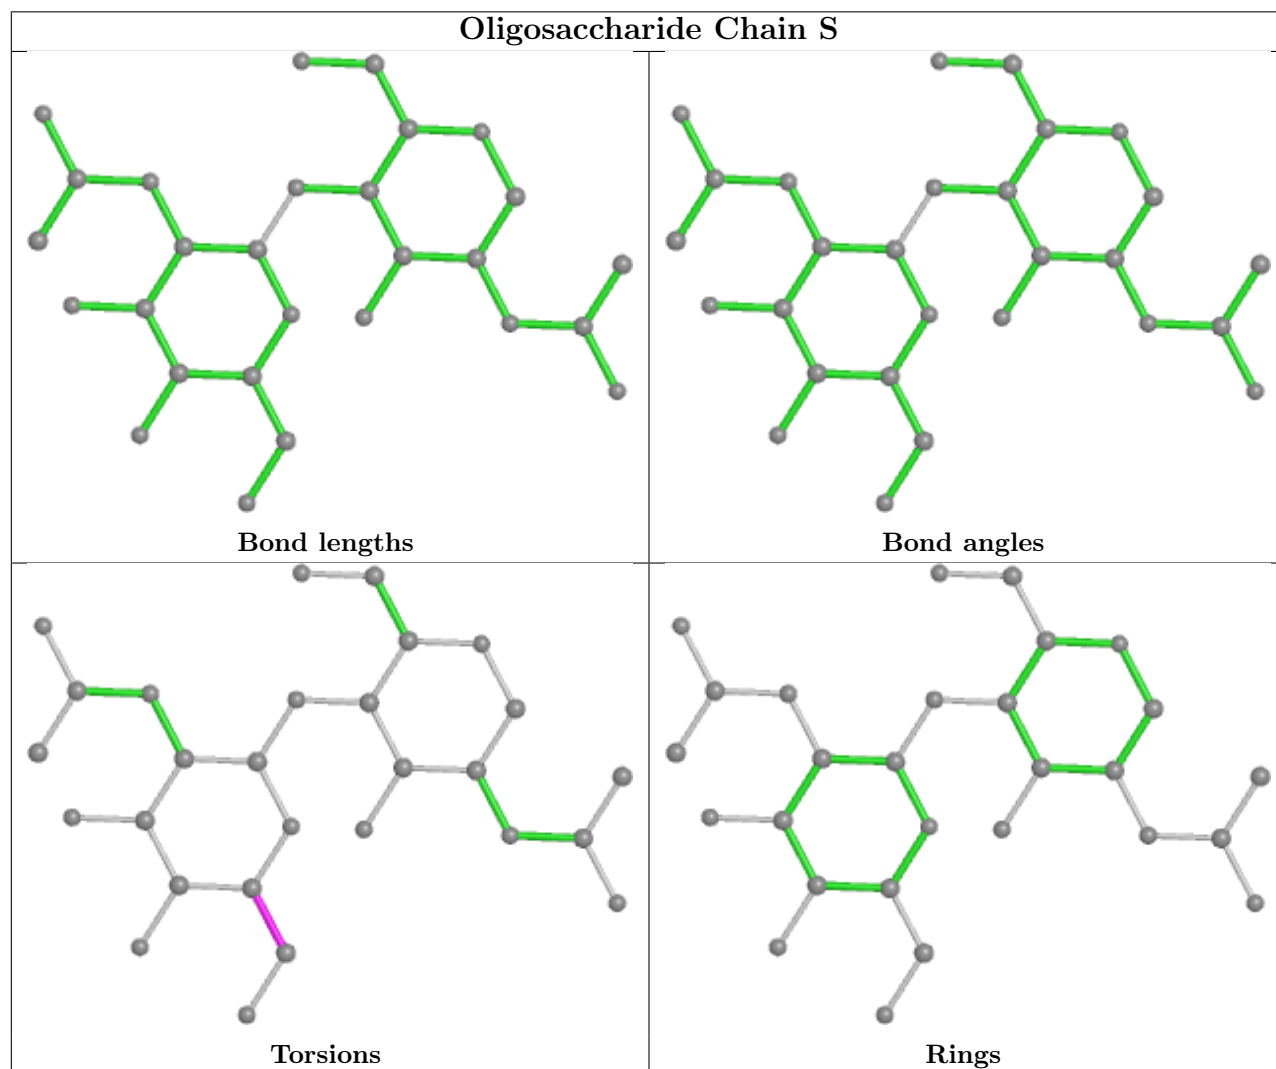 Oligosaccharide Chain S
Bond lengths
Bond angles
Torsions
Rings